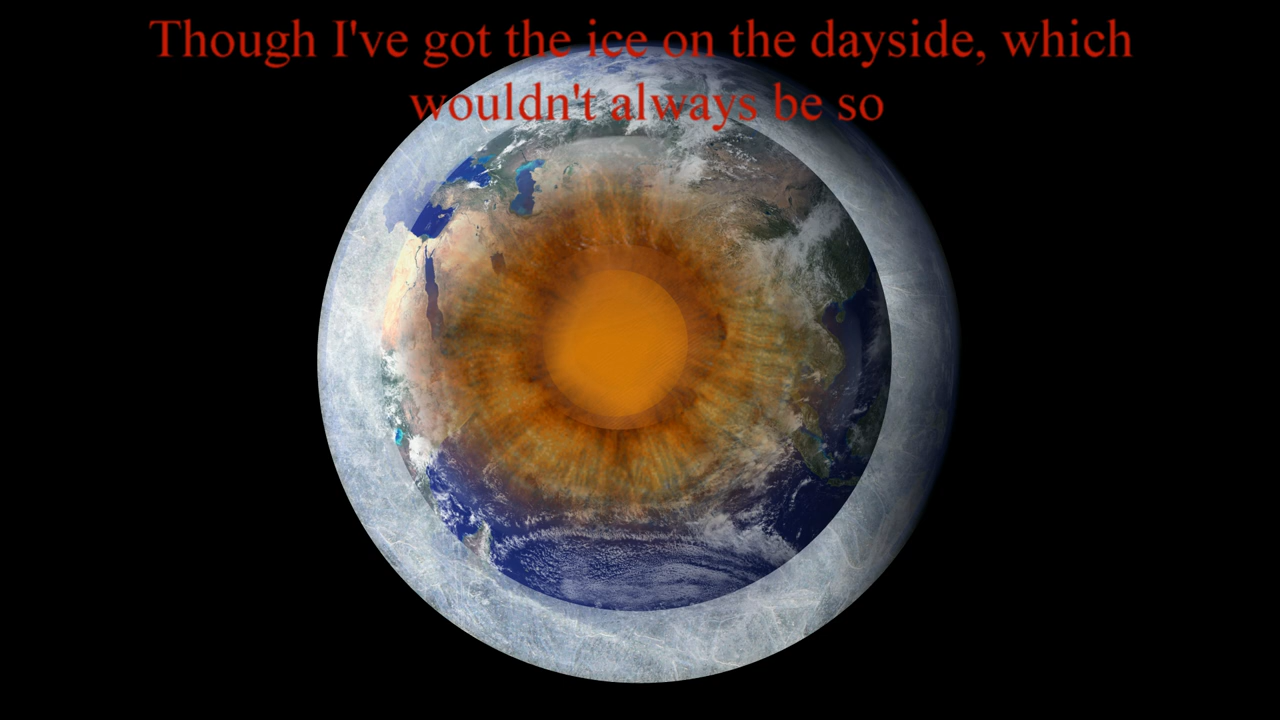 Though I've got the ice on the dayside, which
wouldn't always be so